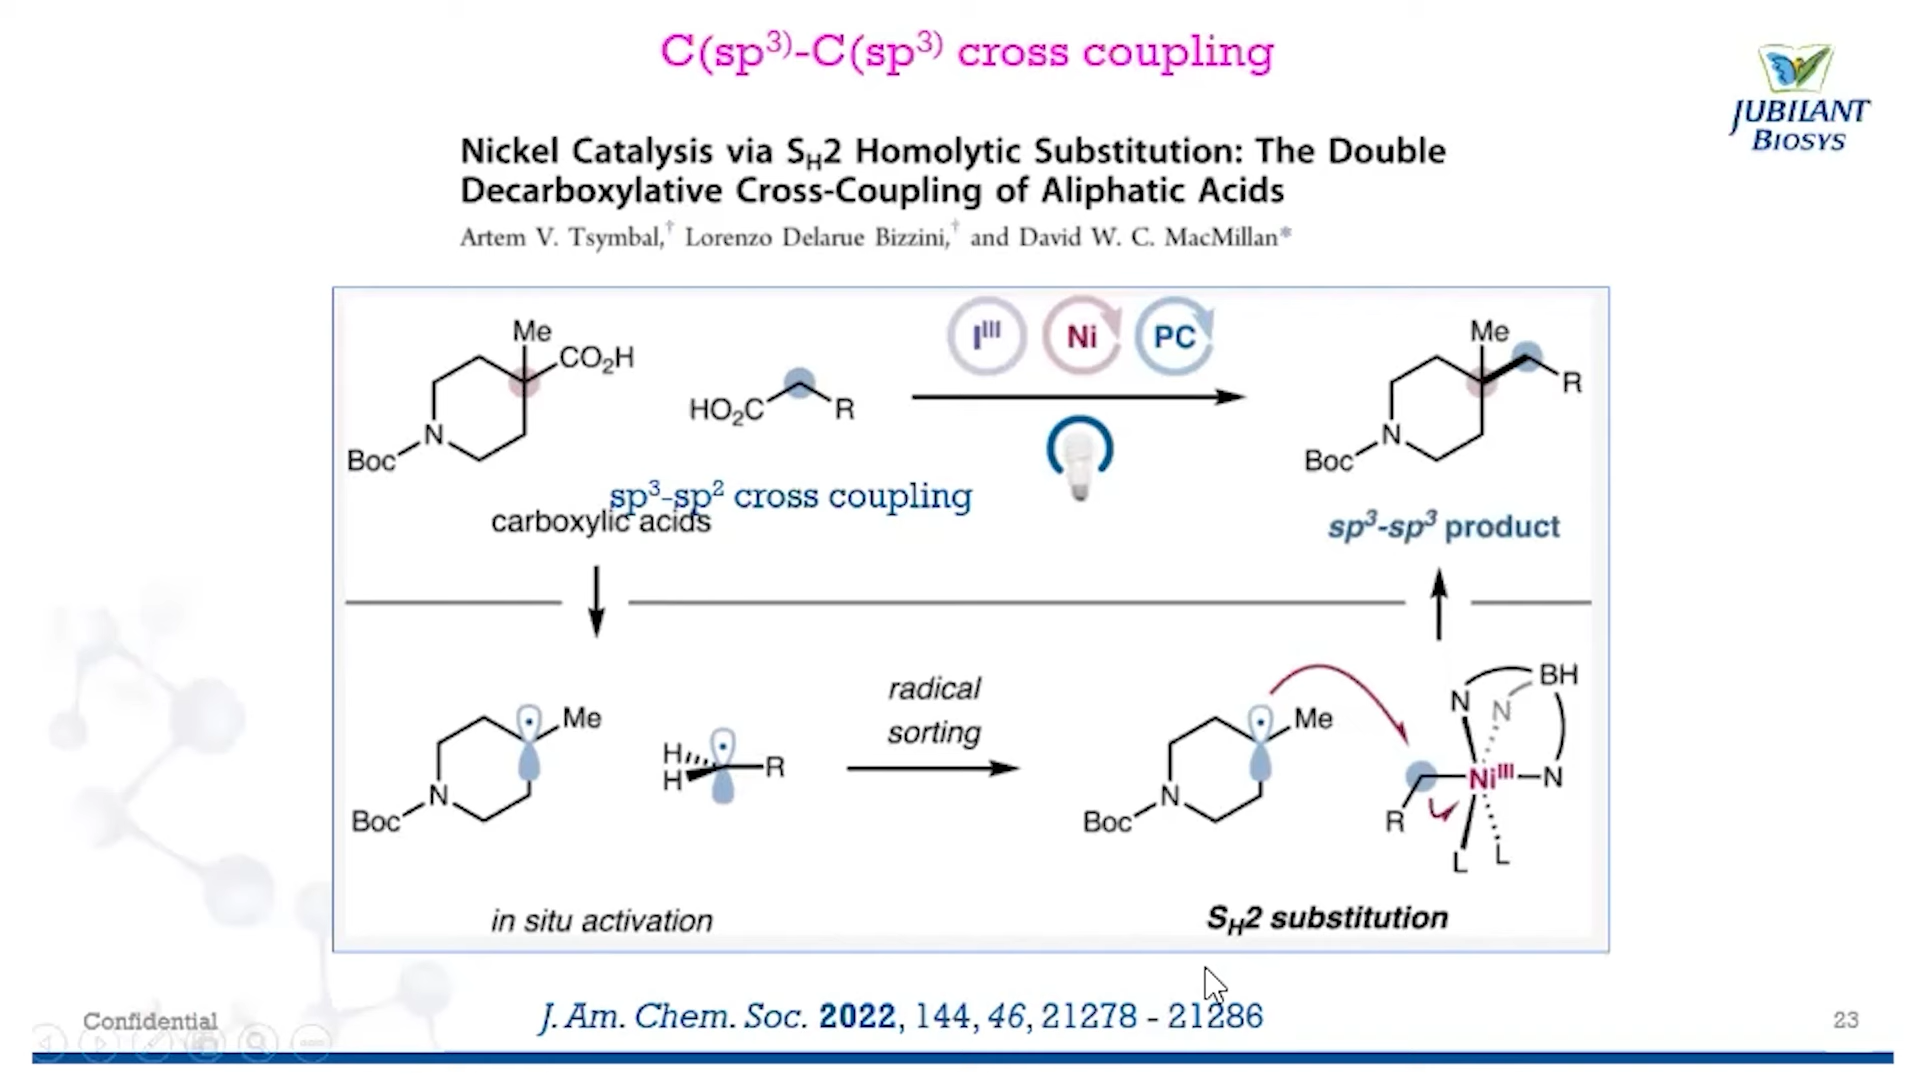 C(sp³)-C(sp³) cross coupling
JUBILANT
BIOSYS
Nickel Catalysis via S_H2 Homolytic Substitution: The Double
Decarboxylative Cross-Coupling of Aliphatic Acids
Artem V. Tsymbal,† Lorenzo Delarue Bizzini,† and David W. C. MacMillan*
Me
CO₂H
N
Boc
HO₂C
R
Iᴵᴵᴵ
Ni
PC
Me
R
N
Boc
sp³-sp² cross coupling
carboxylic acids
sp³-sp³ product
Me
N
Boc
H
H
R
radical
sorting
Me
N
Boc
BH
N
N
Niᴵᴵᴵ
N
R
L
L
in situ activation
S_H2 substitution
J. Am. Chem. Soc. 2022, 144, 46, 21278 - 21286
Confidential
23